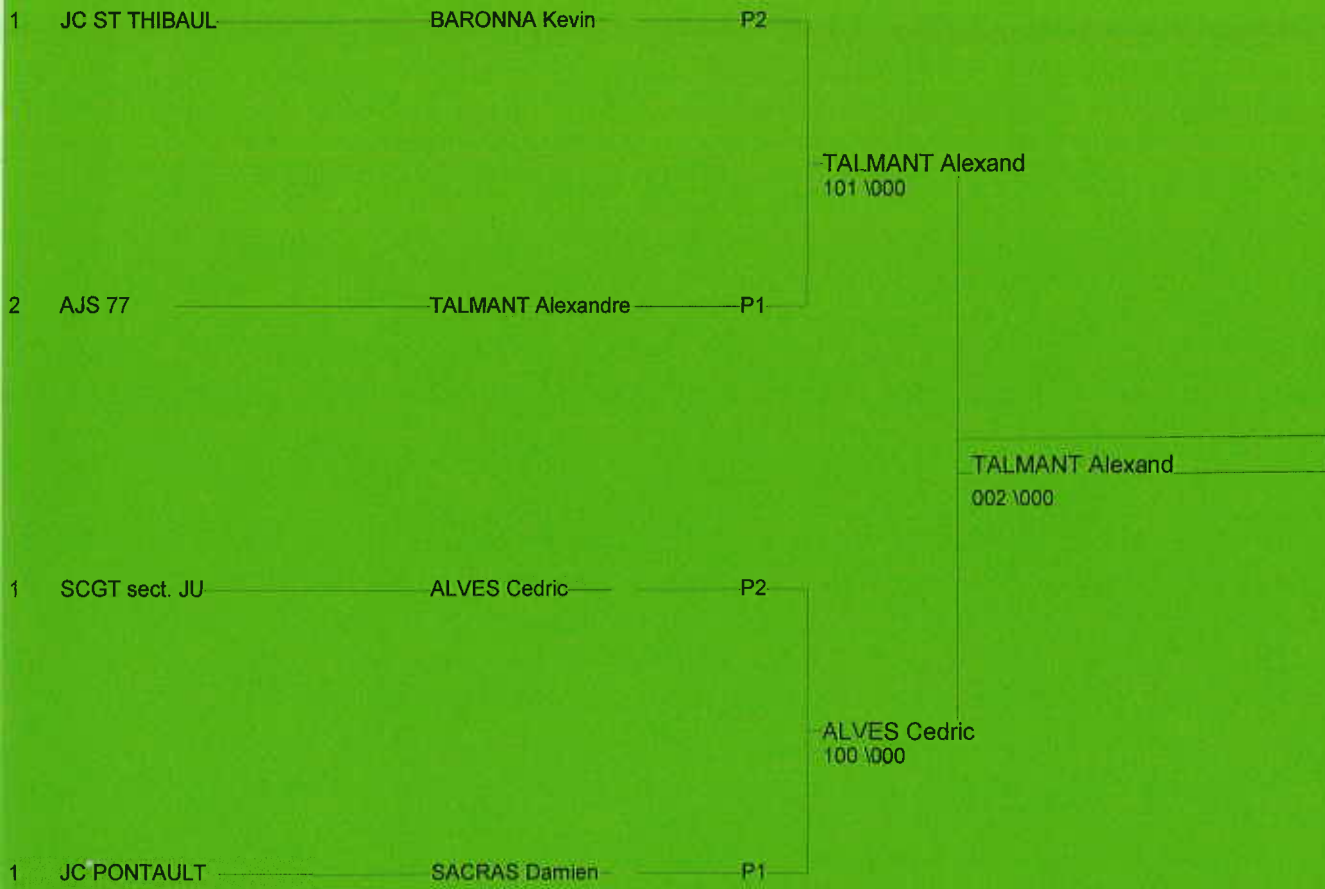 1 JC ST THIBAUL BARONNA Kevin P2
TALMANT Alexand
101 \000
2 AJS 77 TALMANT Alexandre P1
TALMANT Alexand
002 \000
1 SCGT sect. JU ALVES Cedric P2
ALVES Cedric
100 \000
1 JC PONTAULT SACRAS Damien P1